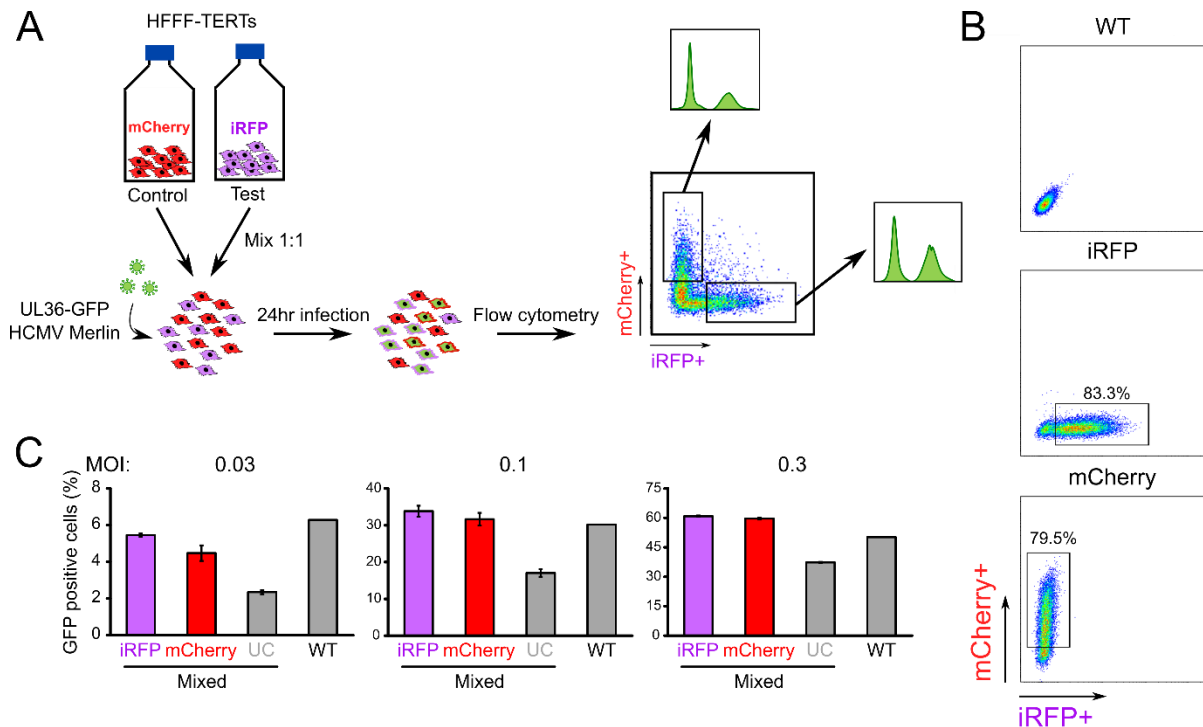 A
HFFF-TERTs
mCherry
iRFP
Control
Test
Mix 1:1
UL36-GFP
HCMV Merlin
24hr infection
Flow cytometry
mCherry+
iRFP+
B
WT
iRFP
83.3%
mCherry
79.5%
mCherry+
iRFP+
C
MOI: 0.03 0.1 0.3
GFP positive cells (%)
8
6
4
2
0
iRFP mCherry UC WT
Mixed
40
30
20
10
0
iRFP mCherry UC WT
Mixed
75
60
45
30
15
0
iRFP mCherry UC WT
Mixed